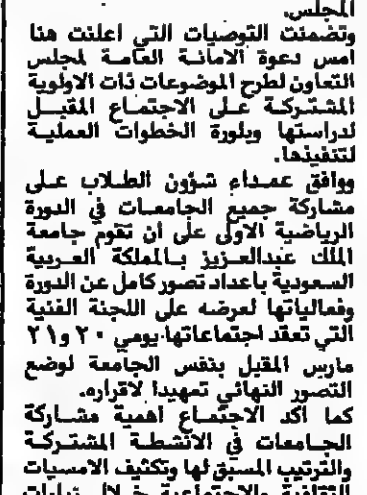 المجلس.
وتضمنت التوصيات التي اعلنت هنا
امس دعوة الامانة العامة لمجلس
التعاون لطرح الموضوعات ذات الاولوية
المشتركة على الاجتماع المقبل
لدراستها وبلورة الخطوات العملية
لتنفيذها.
ووافق عمداء شؤون الطلاب على
مشاركة جميع الجامعات في الدورة
الرياضية الاولى على ان تقوم جامعة
الملك عبدالعزيز بالمملكة العربية
السعودية باعداد تصور كامل عن الدورة
وفعالياتها لعرضه على اللجنة الفنية
التي تعقد اجتماعاتها يومي ٢٠ و٢١
مارس المقبل بنفس الجامعة لوضع
التصور النهائي تمهيدا لاقراره.
كما اكد الاجتماع اهمية مشاركة
الجامعات في الانشطة المشتركة
والترتيب المسبق لها وتكثيف الامسيات
الثقافية والاجتماعية خلال زيارات